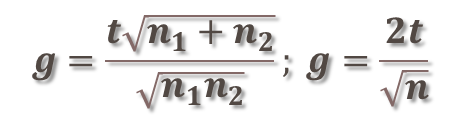 g = t√(n₁ + n₂) / √(n₁n₂) ; g = 2t / √n